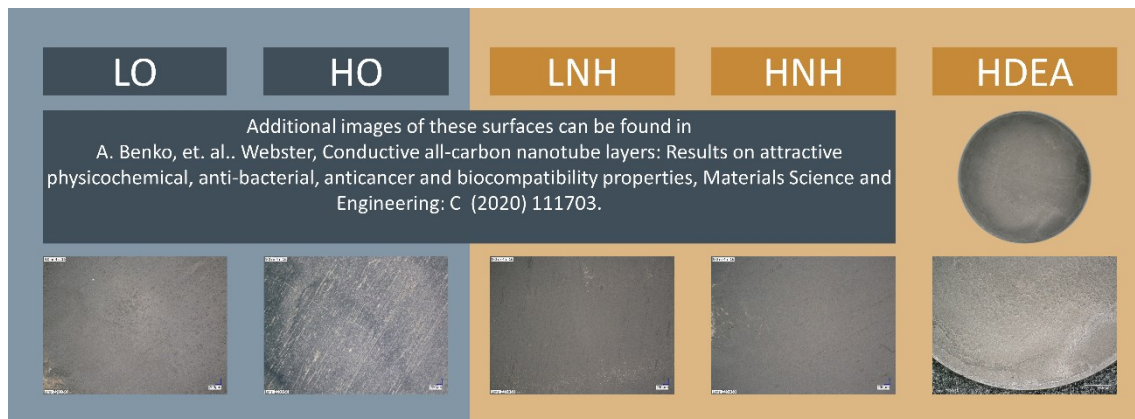 LO
HO
LNH
HNH
HDEA
Additional images of these surfaces can be found in
A. Benko, et. al.. Webster, Conductive all-carbon nanotube layers: Results on attractive
physicochemical, anti-bacterial, anticancer and biocompatibility properties, Materials Science and
Engineering: C (2020) 111703.